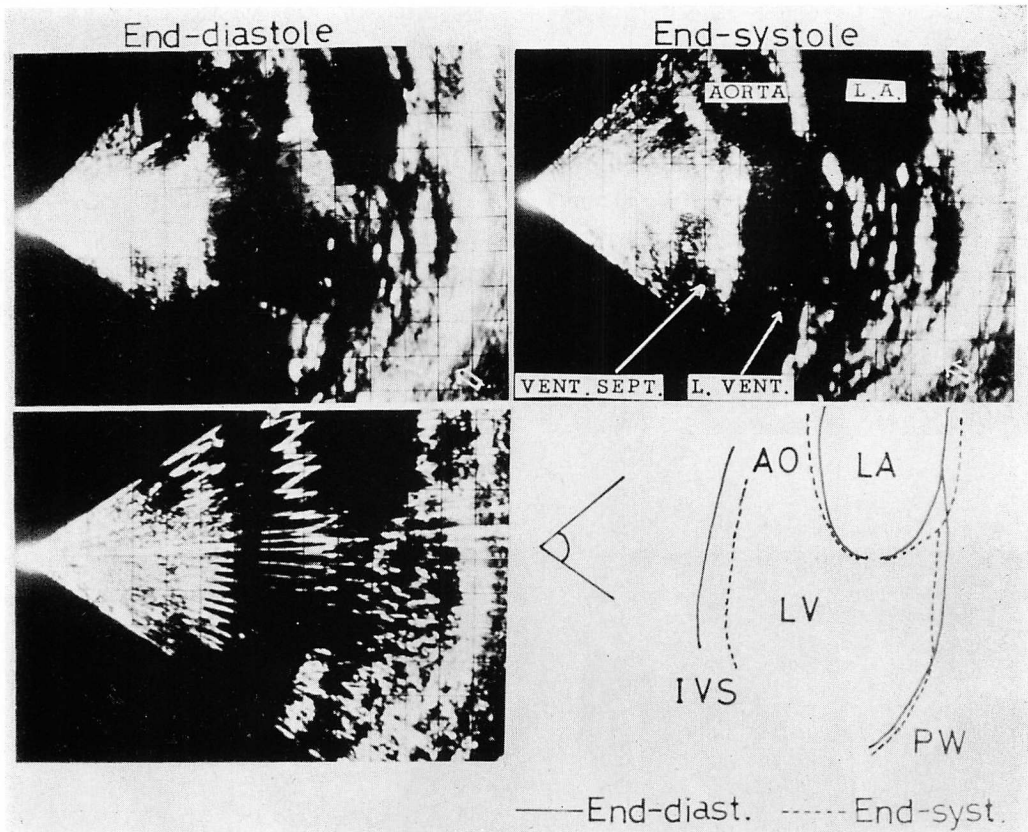 End-diastole
End-systole
AORTA
L.A.
VENT. SEPT.
L. VENT.
AO
LA
LV
IVS
PW
End-diast.
End-syst.